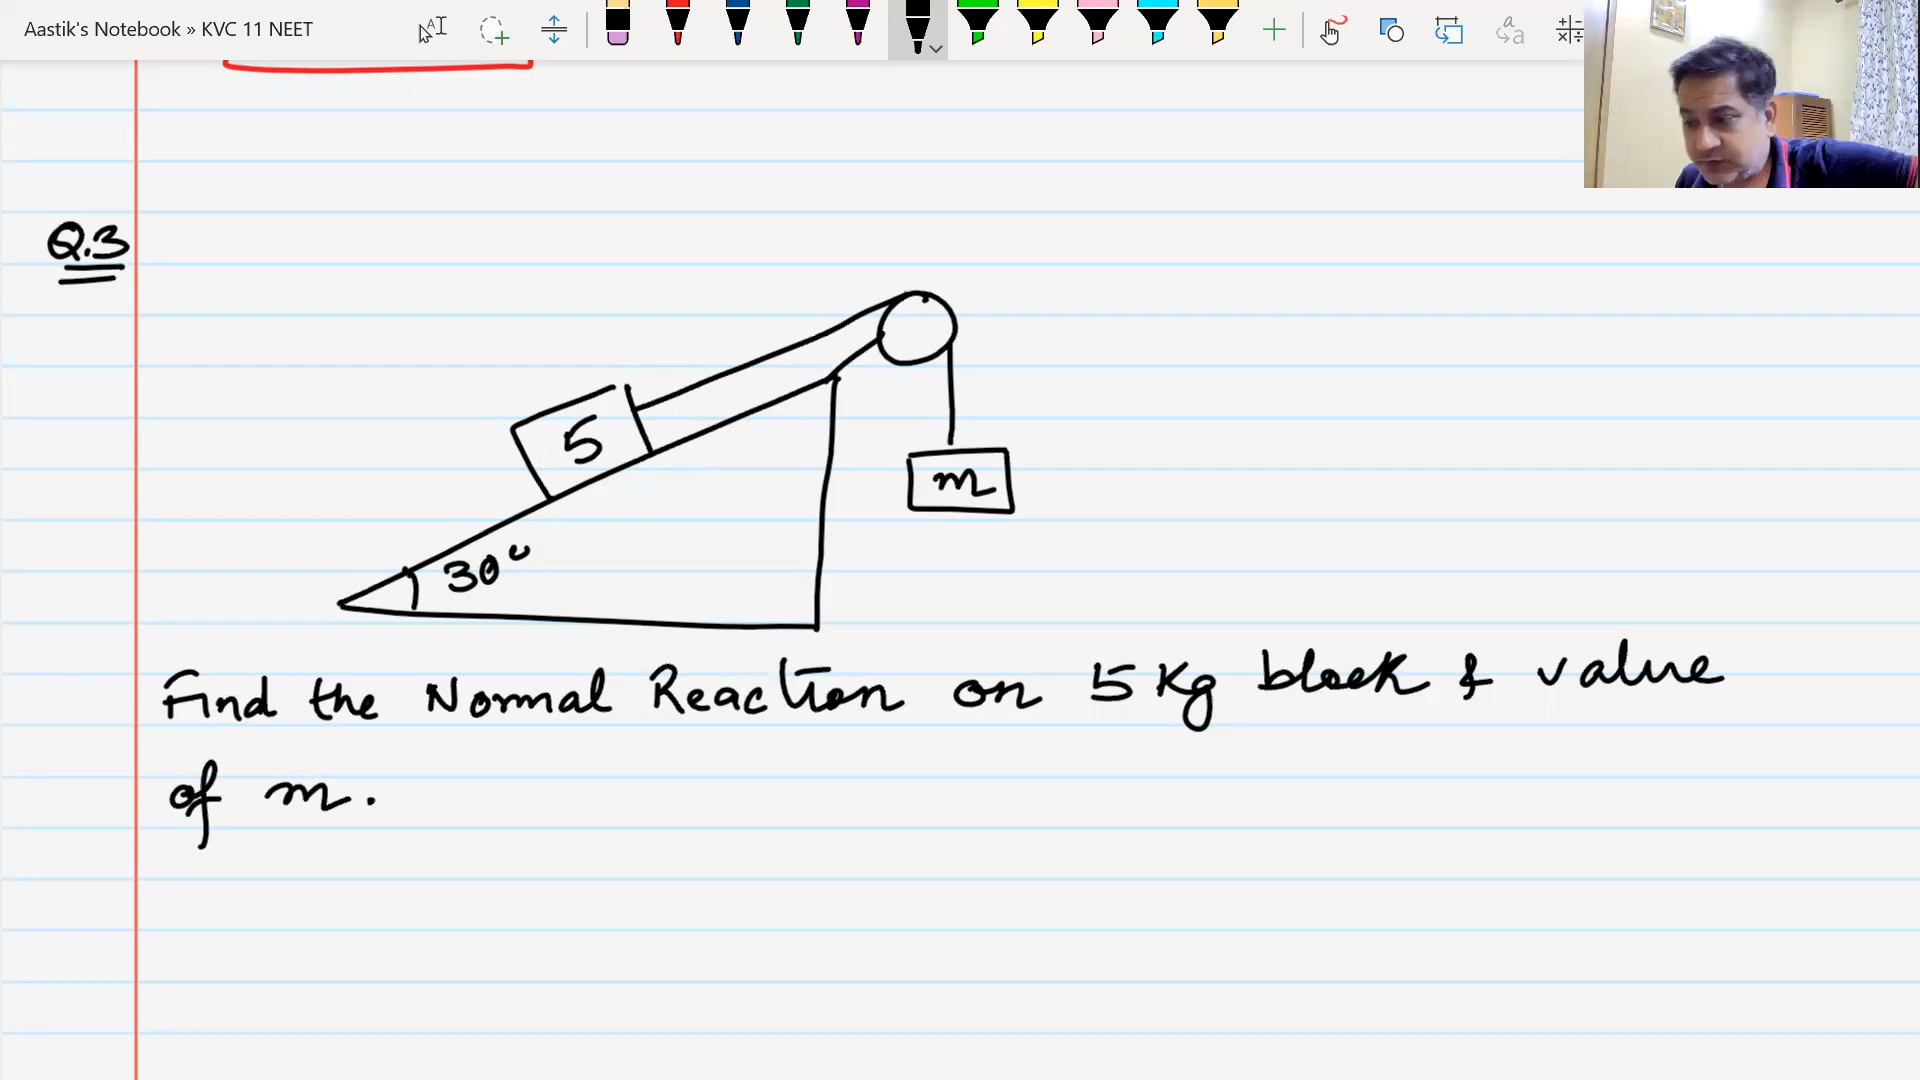 Aastik's Notebook » KVC 11 NEET
Q.3
5
m
30°
Find the Normal Reaction on 5 Kg block & value
of m.